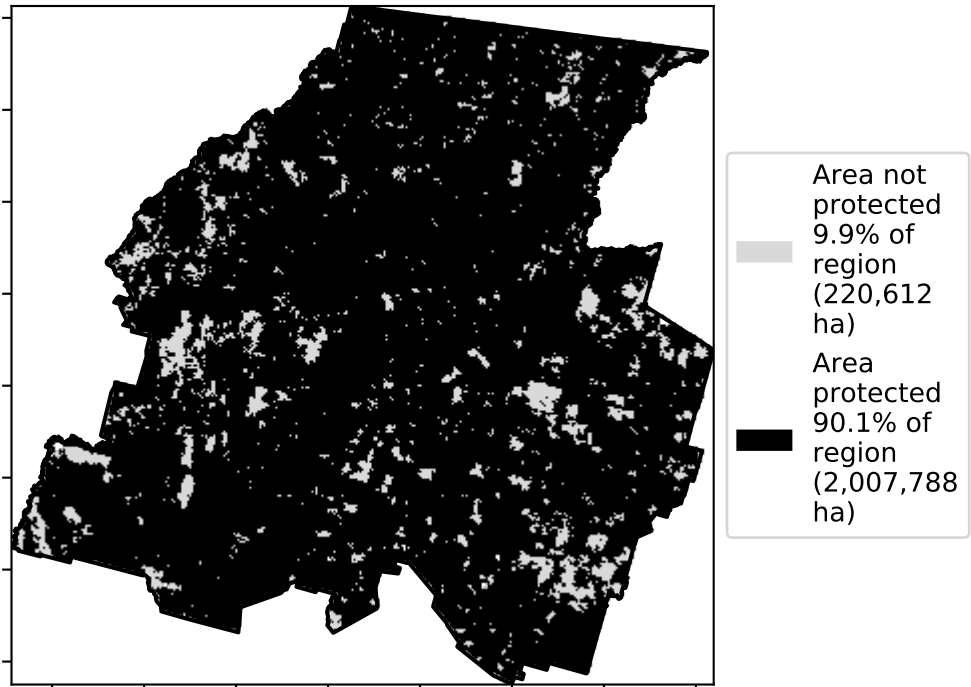 Area not
protected
9.9% of
region
(220,612
ha)
Area
protected
90.1% of
region
(2,007,788
ha)